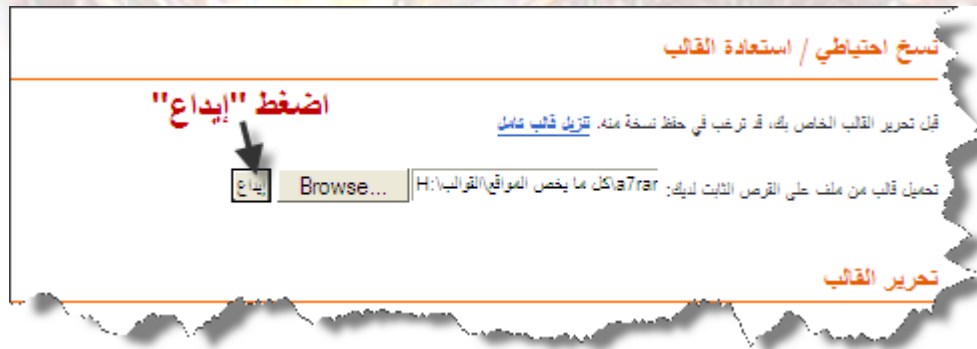 نسخ احتياطي / استعادة القالب
اضغط "إيداع"
قبل تحرير القالب الخاص بك، قد ترغب في حفظ نسخة منه. تنزيل قالب كامل
تحميل قالب من ملف على القرص الثابت لديك: H:\كل ما يخص المواقع\القوالب\a7rar Browse... إيداع
تحرير القالب